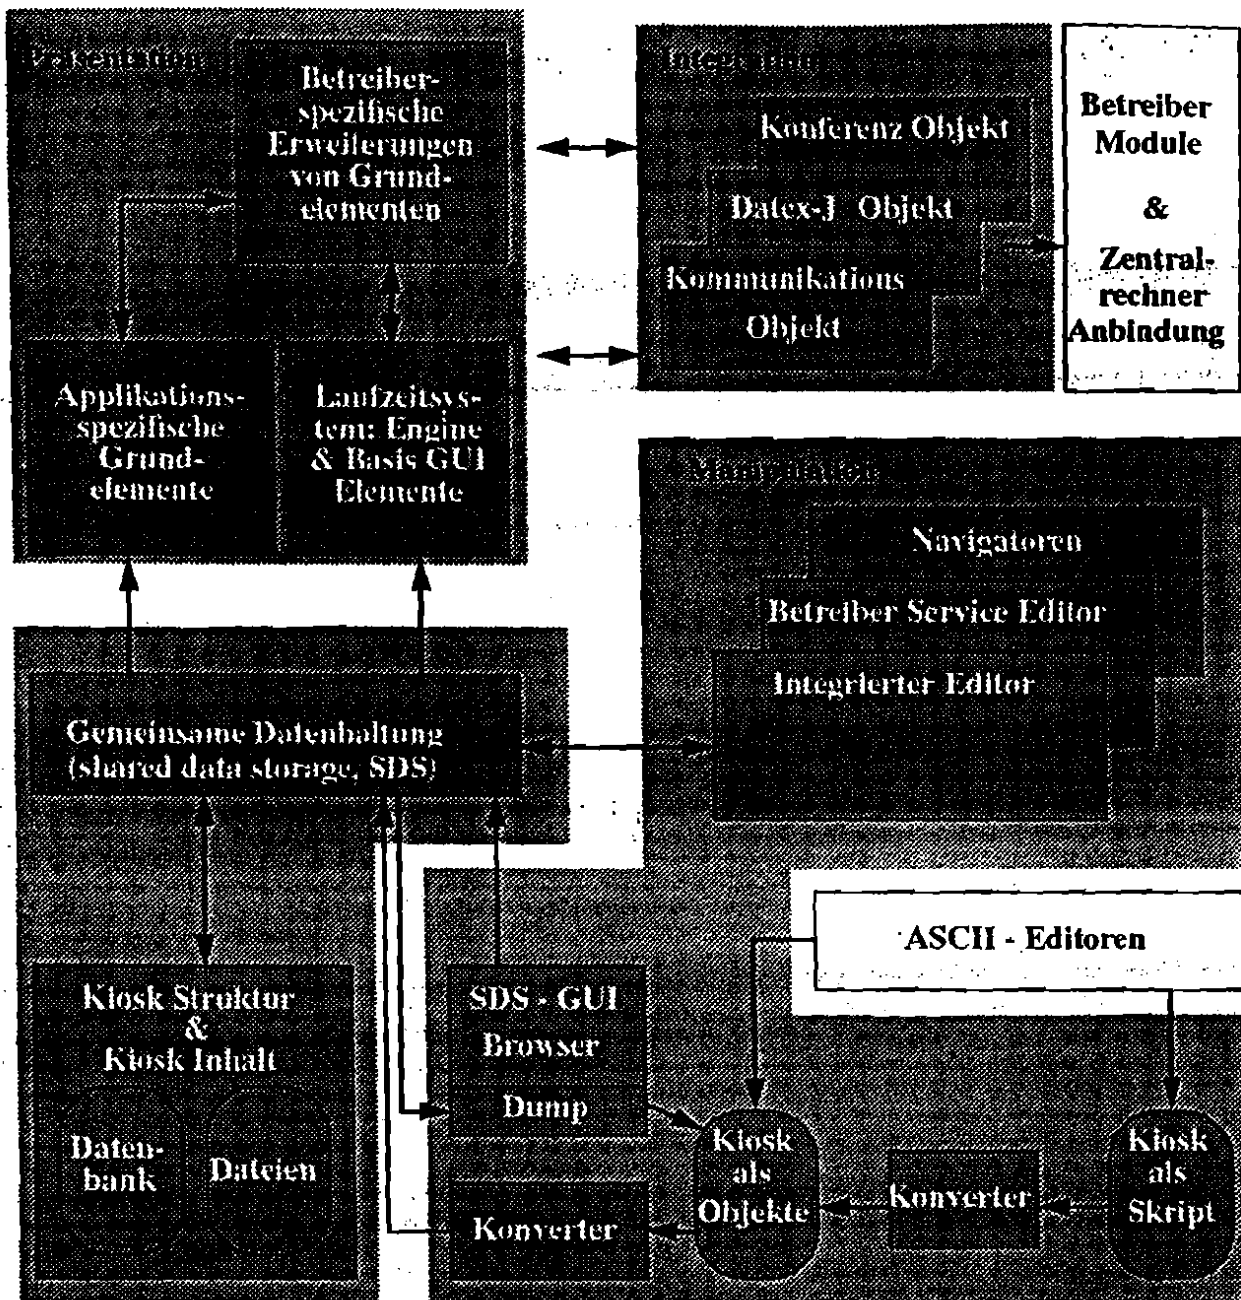 Präsentation
Betreiber-
spezifische
Erweiterungen
von Grund-
elementen
Applikations-
spezifische
Grund-
elemente
Laufzeitsys-
tem: Engine
& Basis GUI
Elemente
Integration
Konferenz Objekt
Datex-J Objekt
Kommunikations
Objekt
Betreiber
Module
&
Zentral-
rechner
Anbindung
Manipulation
Navigatoren
Betreiber Service Editor
Integrierter Editor
Gemeinsame Datenhaltung
(shared data storage, SDS)
Kiosk Struktur
&
Kiosk Inhalt
Daten-
bank
Dateien
SDS - GUI
Browser
Dump
Konverter
ASCII - Editoren
Kiosk
als
Objekte
Konverter
Kiosk
als
Skript